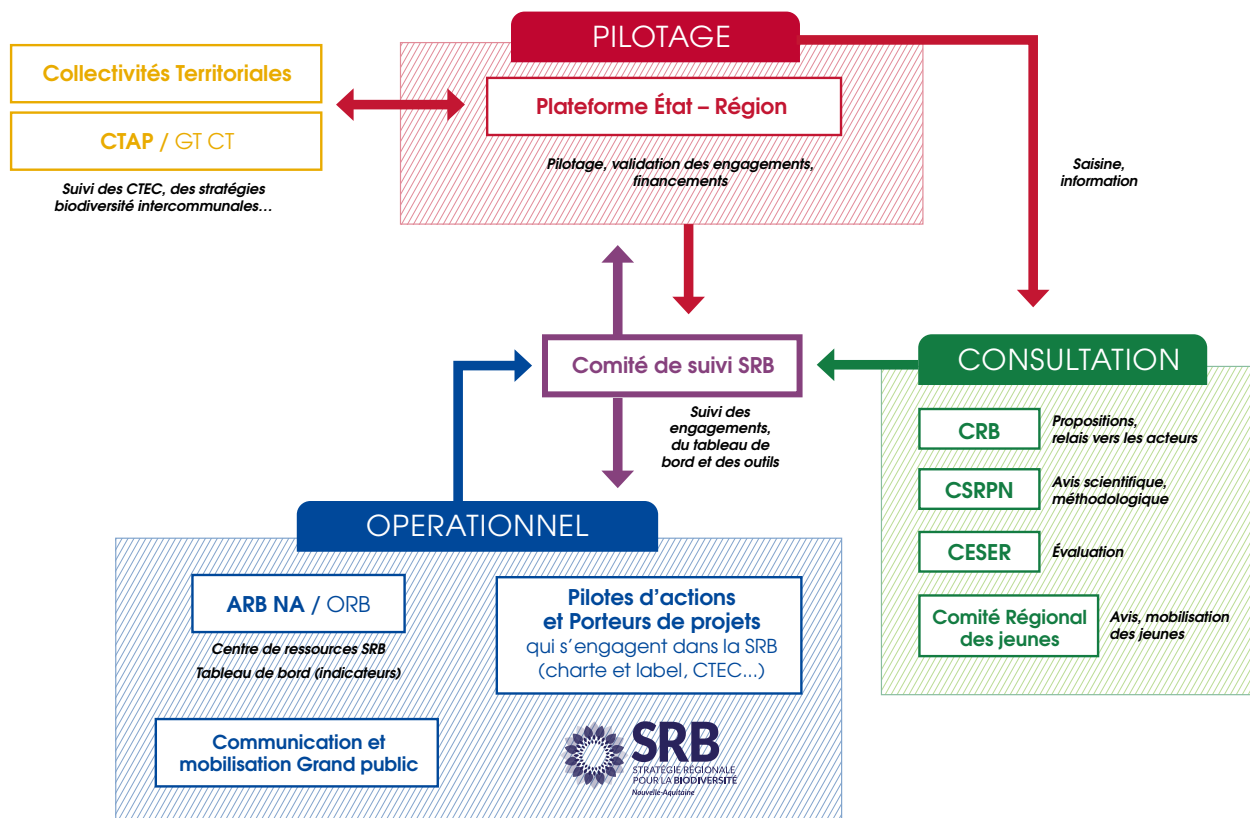 PILOTAGE
Collectivités Territoriales
CTAP / GT CT
Suivi des CTEC, des stratégies
biodiversité intercommunales...
Plateforme État – Région
Pilotage, validation des engagements,
financements
Saisine,
information
Comité de suivi SRB
Suivi des
engagements,
du tableau de
bord et des outils
CONSULTATION
CRB
Propositions,
relais vers les acteurs
CSRPN
Avis scientifique,
méthodologique
CESER
Évaluation
Comité Régional
des jeunes
Avis, mobilisation
des jeunes
OPERATIONNEL
ARB NA / ORB
Centre de ressources SRB
Tableau de bord (indicateurs)
Pilotes d'actions
et Porteurs de projets
qui s'engagent dans la SRB
(charte et label, CTEC...)
Communication et
mobilisation Grand public
SRB
STRATÉGIE RÉGIONALE
POUR LA BIODIVERSITÉ
Nouvelle-Aquitaine